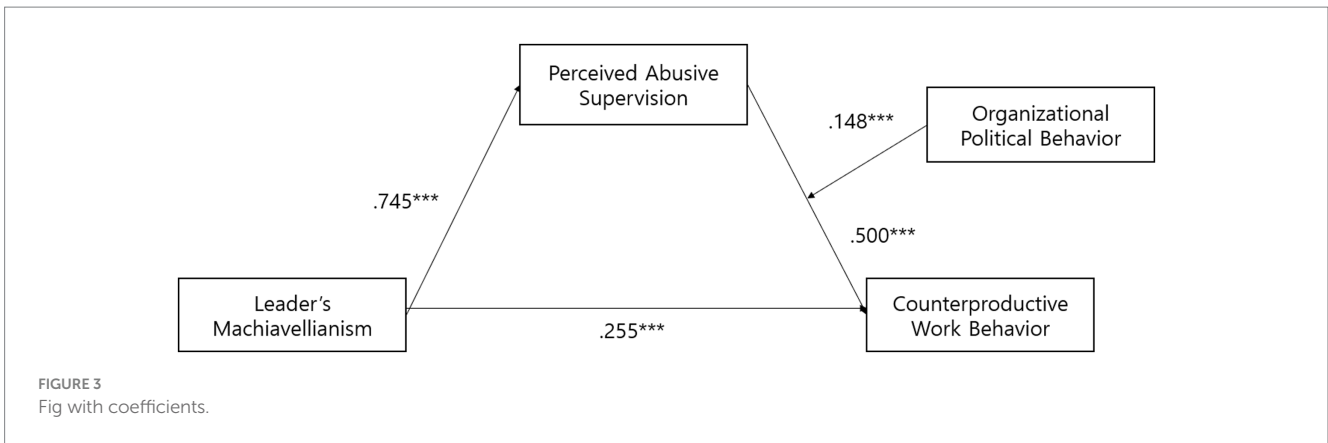 Perceived Abusive
Supervision
Organizational
Political Behavior
.148***
.745***
.500***
Leader's
Machiavellianism
Counterproductive
Work Behavior
.255***
FIGURE 3
Fig with coefficients.